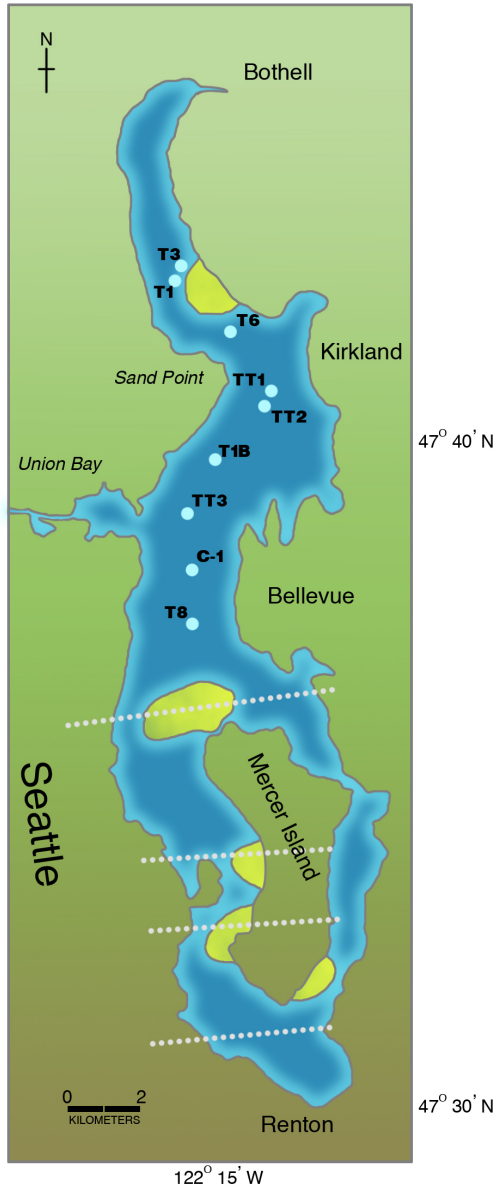 N
Bothell
T3
T1
T6
Kirkland
Sand Point
TT1
TT2
47° 40' N
T1B
Union Bay
TT3
C-1
Bellevue
T8
Mercer Island
Seattle
0 2
KILOMETERS
47° 30' N
Renton
122° 15' W